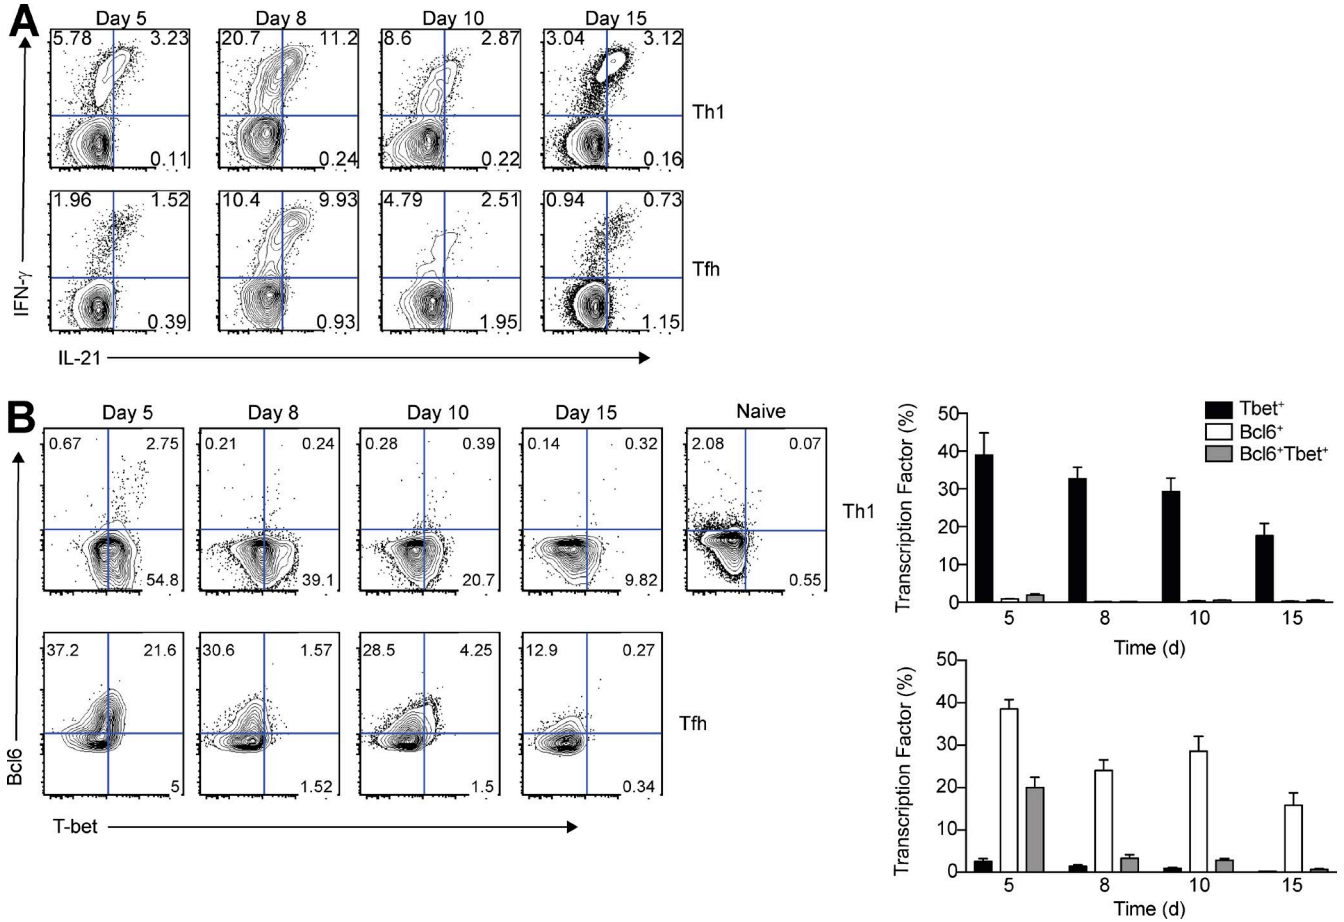 A
Day 5 Day 8 Day 10 Day 15
5.78 3.23 20.7 11.2 8.6 2.87 3.04 3.12
Th1
0.11 0.24 0.22 0.16
1.96 1.52 10.4 9.93 4.79 2.51 0.94 0.73
Tfh
0.39 0.93 1.95 1.15
IFN-γ
IL-21
B
Day 5 Day 8 Day 10 Day 15 Naive
0.67 2.75 0.21 0.24 0.28 0.39 0.14 0.32 2.08 0.07
Th1
54.8 39.1 20.7 9.82 0.55
37.2 21.6 30.6 1.57 28.5 4.25 12.9 0.27
Tfh
5 1.52 1.5 0.34
Bcl6
T-bet
Tbet⁺
Bcl6⁺
Bcl6⁺Tbet⁺
Transcription Factor (%)
50
40
30
20
10
0
5 8 10 15
Time (d)
Transcription Factor (%)
50
40
30
20
10
0
5 8 10 15
Time (d)